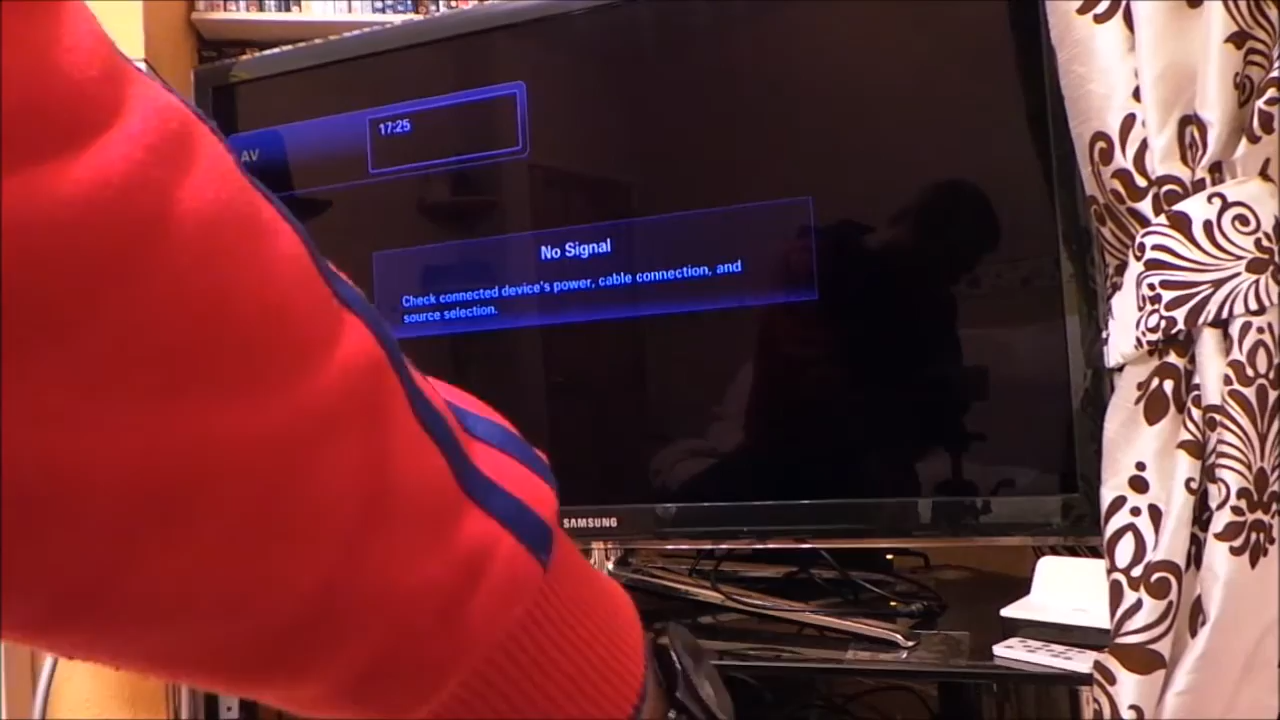 17:25
AV
No Signal
Check connected device's power, cable connection, and
source selection.
SAMSUNG